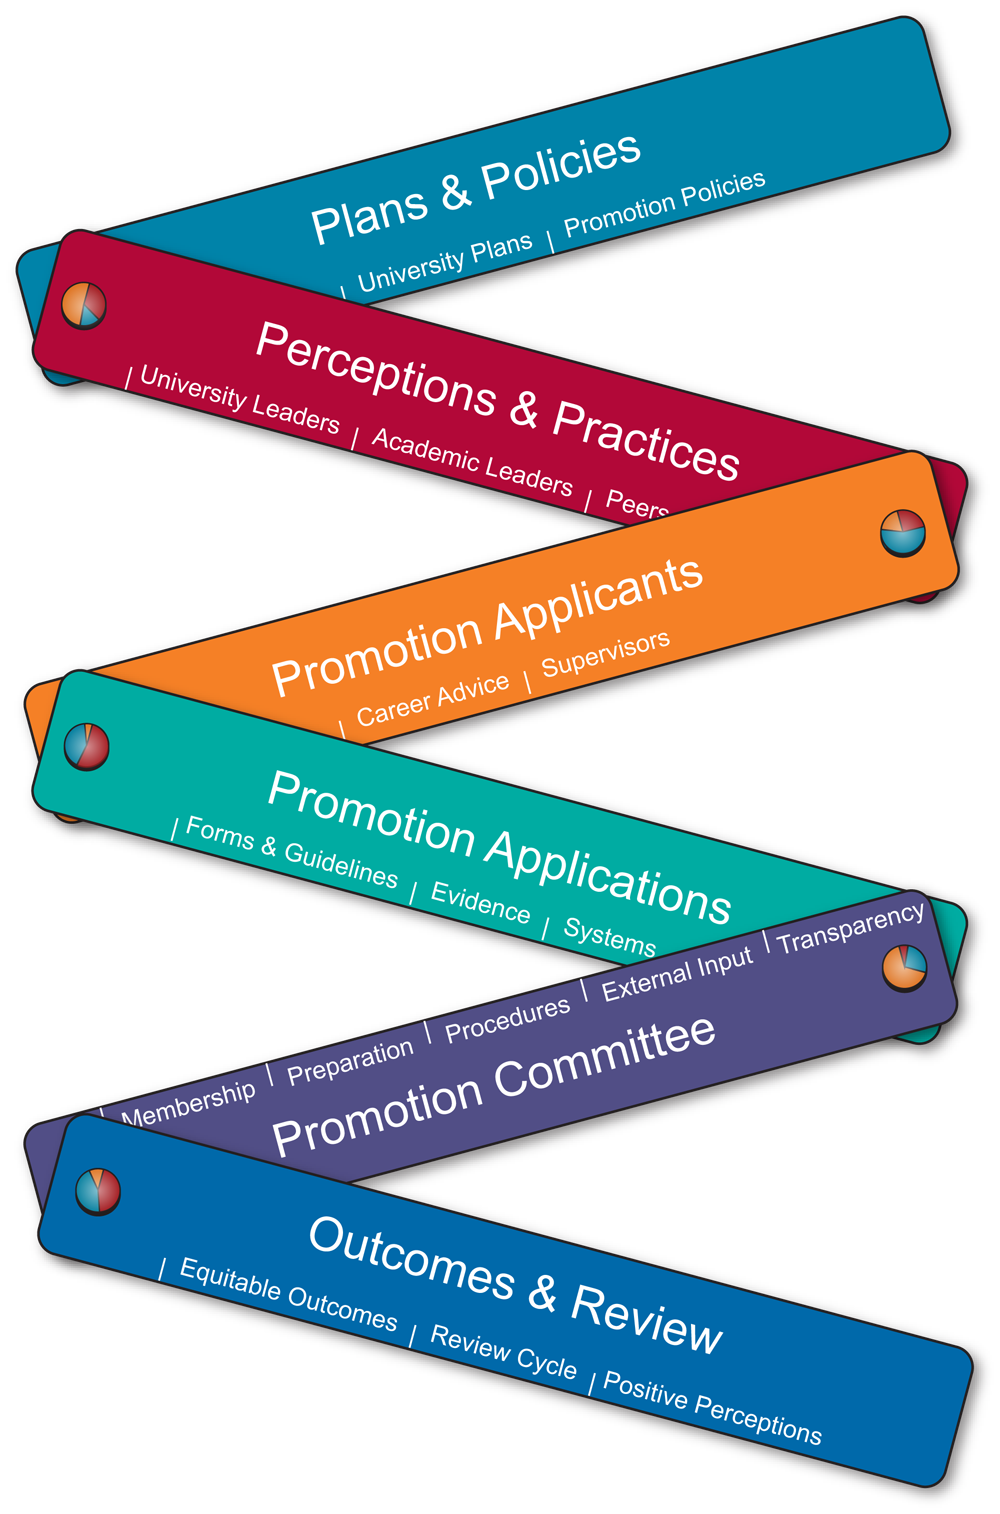 Plans & Policies
| University Plans | Promotion Policies
Perceptions & Practices
| University Leaders | Academic Leaders | Peers
Promotion Applicants
| Career Advice | Supervisors
Promotion Applications
| Forms & Guidelines | Evidence | Systems
| Membership | Preparation | Procedures | External Input | Transparency
Promotion Committee
Outcomes & Review
| Equitable Outcomes | Review Cycle | Positive Perceptions